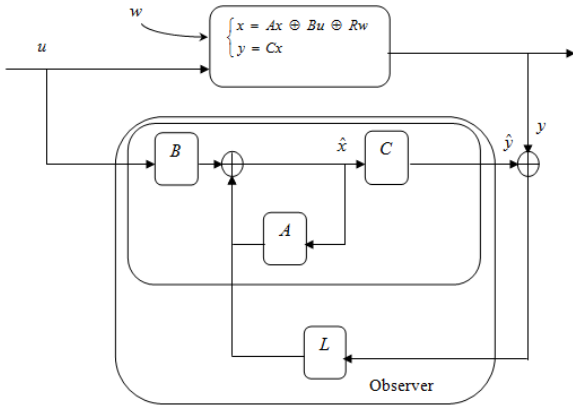 w
x = Ax ⊕ Bu ⊕ Rw
y = Cx
u
B
x̂
C
ŷ
y
A
L
Observer